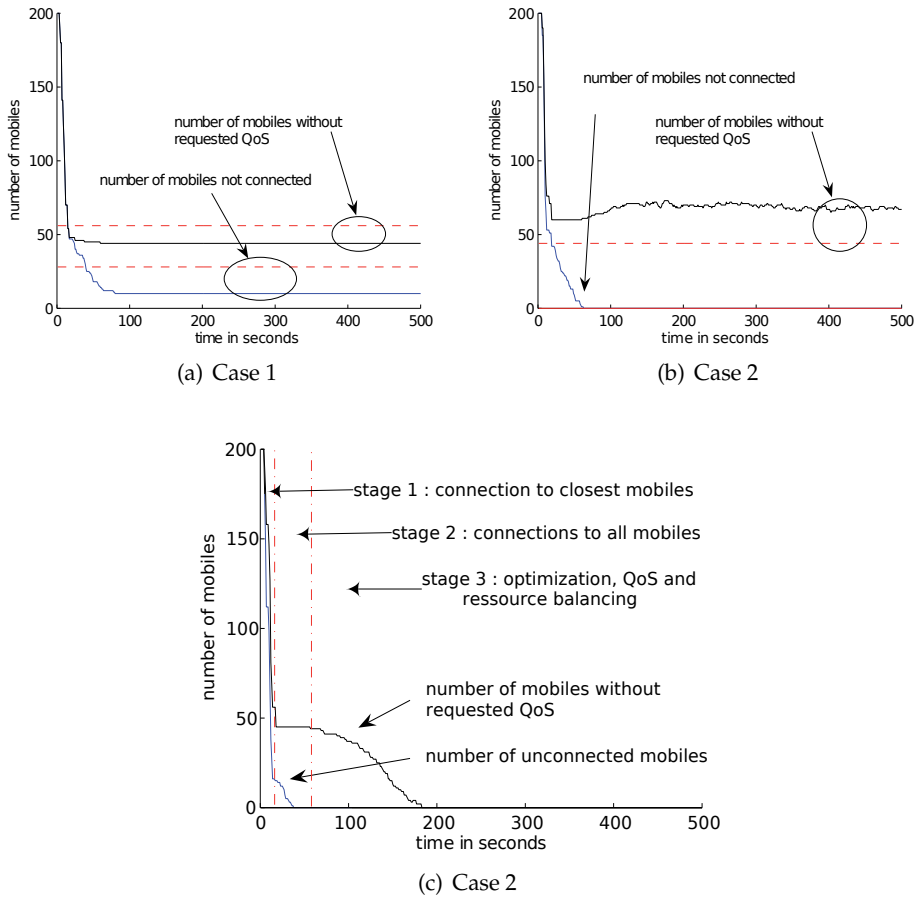 200
150
100
50
0
number of mobiles
number of mobiles without
requested QoS
number of mobiles not connected
0 100 200 300 400 500
time in seconds
(a) Case 1
200
150
100
50
0
number of mobiles
number of mobiles not connected
number of mobiles without
requested QoS
0 100 200 300 400 500
time in seconds
(b) Case 2
200
150
100
50
0
number of mobiles
stage 1 : connection to closest mobiles
stage 2 : connections to all mobiles
stage 3 : optimization, QoS and
ressource balancing
number of mobiles without
requested QoS
number of unconnected mobiles
0 100 200 300 400 500
time in seconds
(c) Case 2